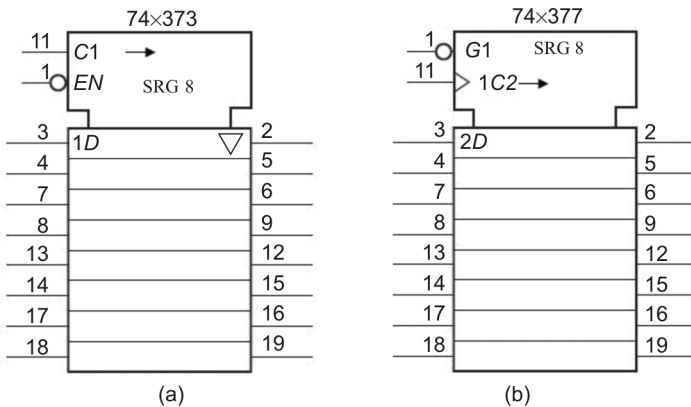 74×373
11 C1 →
1 EN
SRG 8
3 1D ▽ 2
4 5
7 6
8 9
13 12
14 15
17 16
18 19
(a)
74×377
1 G1 SRG 8
11 1C2 →
3 2D 2
4 5
7 6
8 9
13 12
14 15
17 16
18 19
(b)